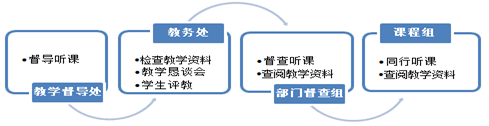 •督导听课
教学督导处
教务处
•检查教学资料
•教学恳谈会
•学生评教
•督查听课
•查阅教学资料
部门督查组
课程组
•同行听课
•查阅教学资料